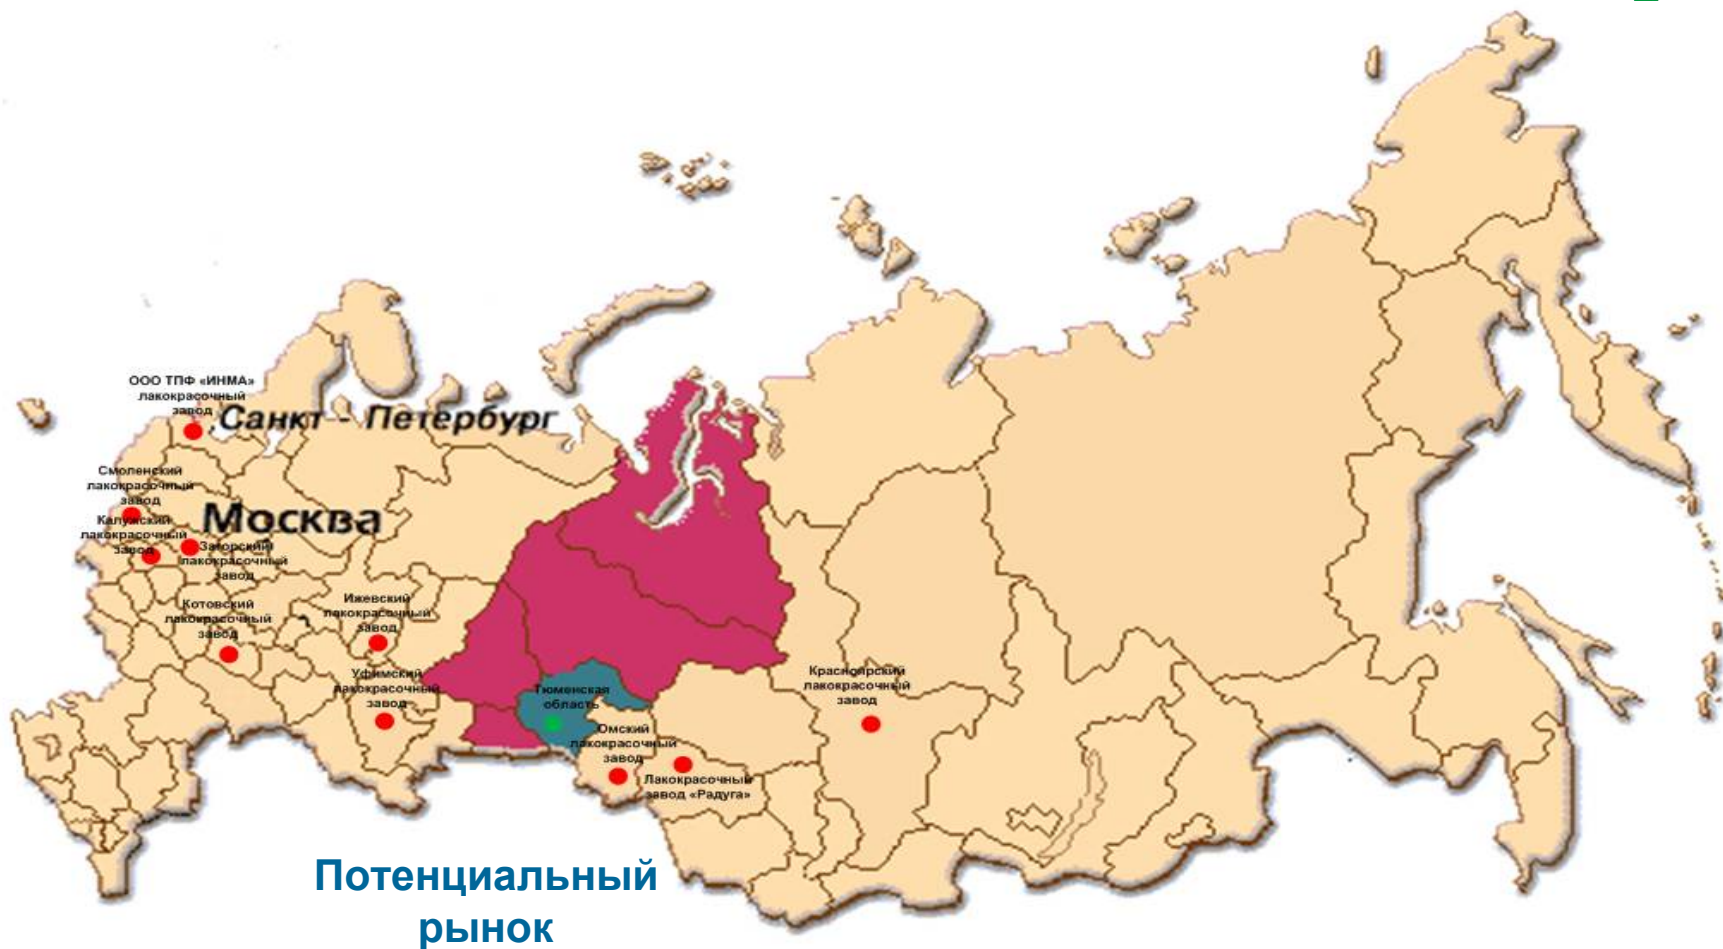 ООО ТПФ «ИНМА»
лакокрасочный
завод
Санкт - Петербург
Смоленский
лакокрасочный
завод
Москва
Калужский
лакокрасочный
завод
Загорский
лакокрасочный
завод
Котовский
лакокрасочный
завод
Ижевский
лакокрасочный
завод
Уфимский
лакокрасочный
завод
Тюменская
область
Омский
лакокрасочный
завод
Лакокрасочный
завод «Радуга»
Красноярский
лакокрасочный
завод
Потенциальный
рынок